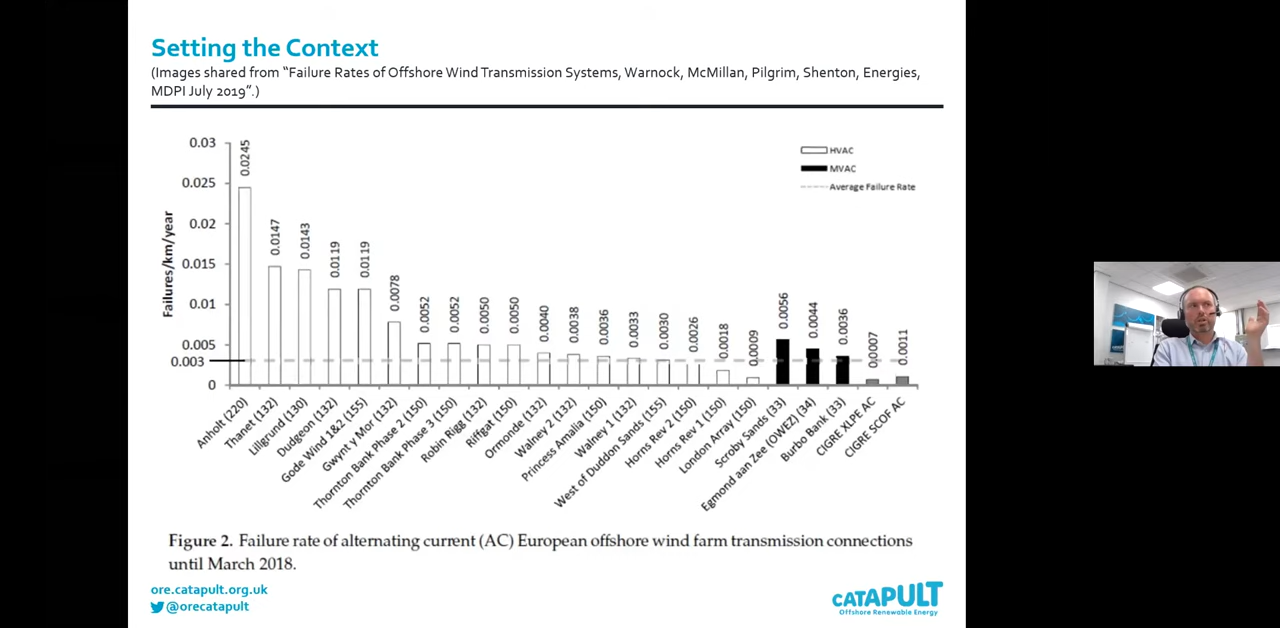 Setting the Context
(Images shared from “Failure Rates of Offshore Wind Transmission Systems, Warnock, McMillan, Pilgrim, Shenton, Energies,
MDPI July 2019”.)
HVAC
MVAC
Average Failure Rate
Failures/km/year
0.03
0.025
0.02
0.015
0.01
0.005
0.003
0
0.0245
0.0147
0.0143
0.0119
0.0119
0.0078
0.0052
0.0052
0.0050
0.0050
0.0040
0.0038
0.0036
0.0033
0.0030
0.0026
0.0018
0.0009
0.0056
0.0044
0.0036
0.0007
0.0011
Anholt (220)
Thanet (132)
Lillgrund (130)
Dudgeon (132)
Gode Wind 1&2 (155)
Gwynt y Mor (132)
Thornton Bank Phase 2 (150)
Thornton Bank Phase 3 (150)
Robin Rigg (132)
Riffgat (150)
Ormonde (132)
Walney 2 (132)
Princess Amalia (150)
Walney 1 (132)
West of Duddon Sands (155)
Horns Rev 2 (150)
Horns Rev 1 (150)
London Array (150)
Scroby Sands (33)
Egmond aan Zee (OWEZ) (34)
Burbo Bank (33)
CIGRE XLPE AC
CIGRE SCOF AC
Figure 2. Failure rate of alternating current (AC) European offshore wind farm transmission connections
until March 2018.
ore.catapult.org.uk
@orecatapult
CATAPULT
Offshore Renewable Energy